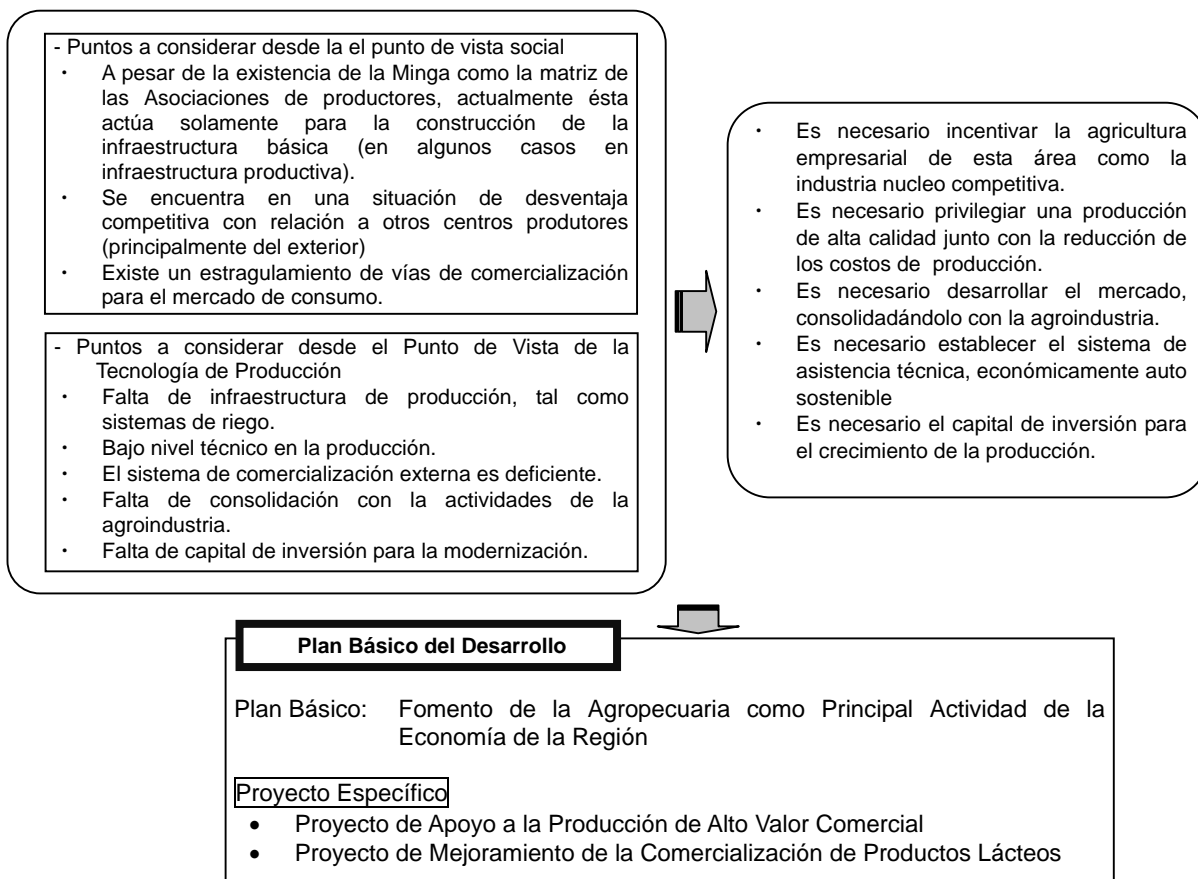 - Puntos a considerar desde la el punto de vista social
・ A pesar de la existencia de la Minga como la matriz de
las Asociaciones de productores, actualmente ésta
actúa solamente para la construcción de la
infraestructura básica (en algunos casos en
infraestructura productiva).
・ Se encuentra en una situación de desventaja
competitiva con relación a otros centros produtores
(principalmente del exterior)
・ Existe un estragulamiento de vías de comercialización
para el mercado de consumo.
- Puntos a considerar desde el Punto de Vista de la
Tecnología de Producción
・ Falta de infraestructura de producción, tal como
sistemas de riego.
・ Bajo nivel técnico en la producción.
・ El sistema de comercialización externa es deficiente.
・ Falta de consolidación con la actividades de la
agroindustria.
・ Falta de capital de inversión para la modernización.
・ Es necesario incentivar la agricultura
empresarial de esta área como la
industria nucleo competitiva.
・ Es necesario privilegiar una producción
de alta calidad junto con la reducción de
los costos de producción.
・ Es necesario desarrollar el mercado,
consolidadándolo con la agroindustria.
・ Es necesario establecer el sistema de
asistencia técnica, económicamente auto
sostenible
・ Es necesario el capital de inversión para
el crecimiento de la producción.
Plan Básico del Desarrollo
Plan Básico: Fomento de la Agropecuaria como Principal Actividad de la
Economía de la Región
Proyecto Específico
• Proyecto de Apoyo a la Producción de Alto Valor Comercial
• Proyecto de Mejoramiento de la Comercialización de Productos Lácteos